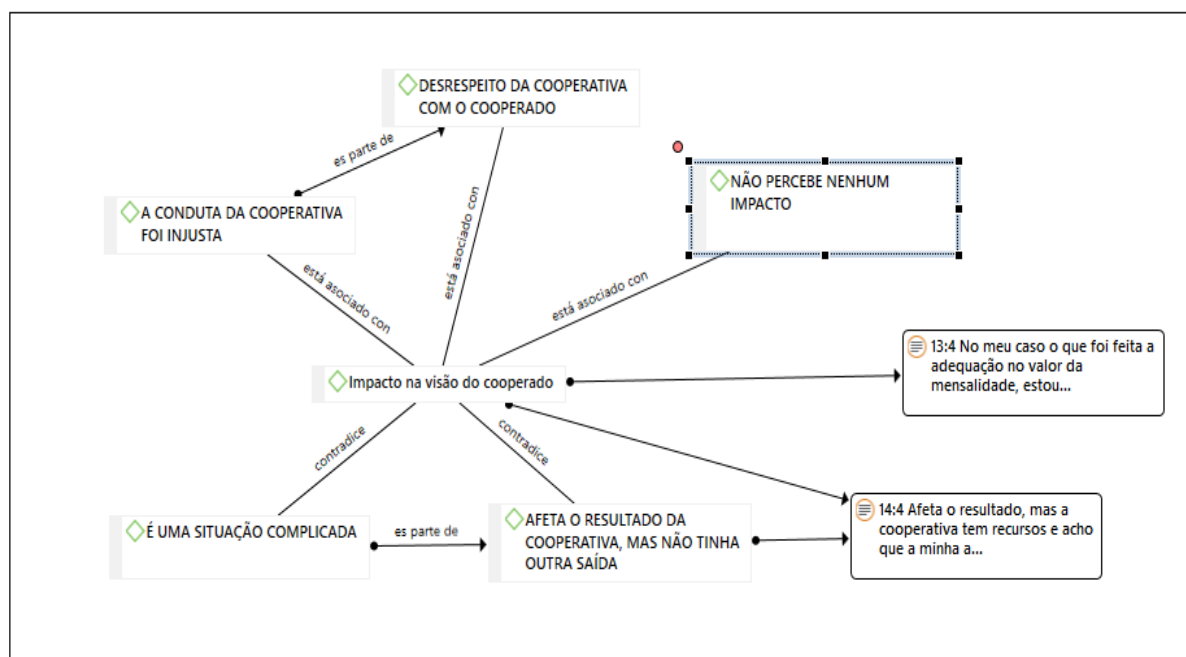 DESRESPEITO DA COOPERATIVA
COM O COOPERADO
es parte de
NÃO PERCEBE NENHUM
IMPACTO
A CONDUTA DA COOPERATIVA
FOI INJUSTA
está asociado con
está asociado con
está asociado con
13:4 No meu caso o que foi feita a
adequação no valor da
mensalidade, estou...
Impacto na visão do cooperado
contradice
contradice
14:4 Afeta o resultado, mas a
cooperativa tem recursos e acho
que a minha a...
É UMA SITUAÇÃO COMPLICADA
es parte de
AFETA O RESULTADO DA
COOPERATIVA, MAS NÃO TINHA
OUTRA SAÍDA